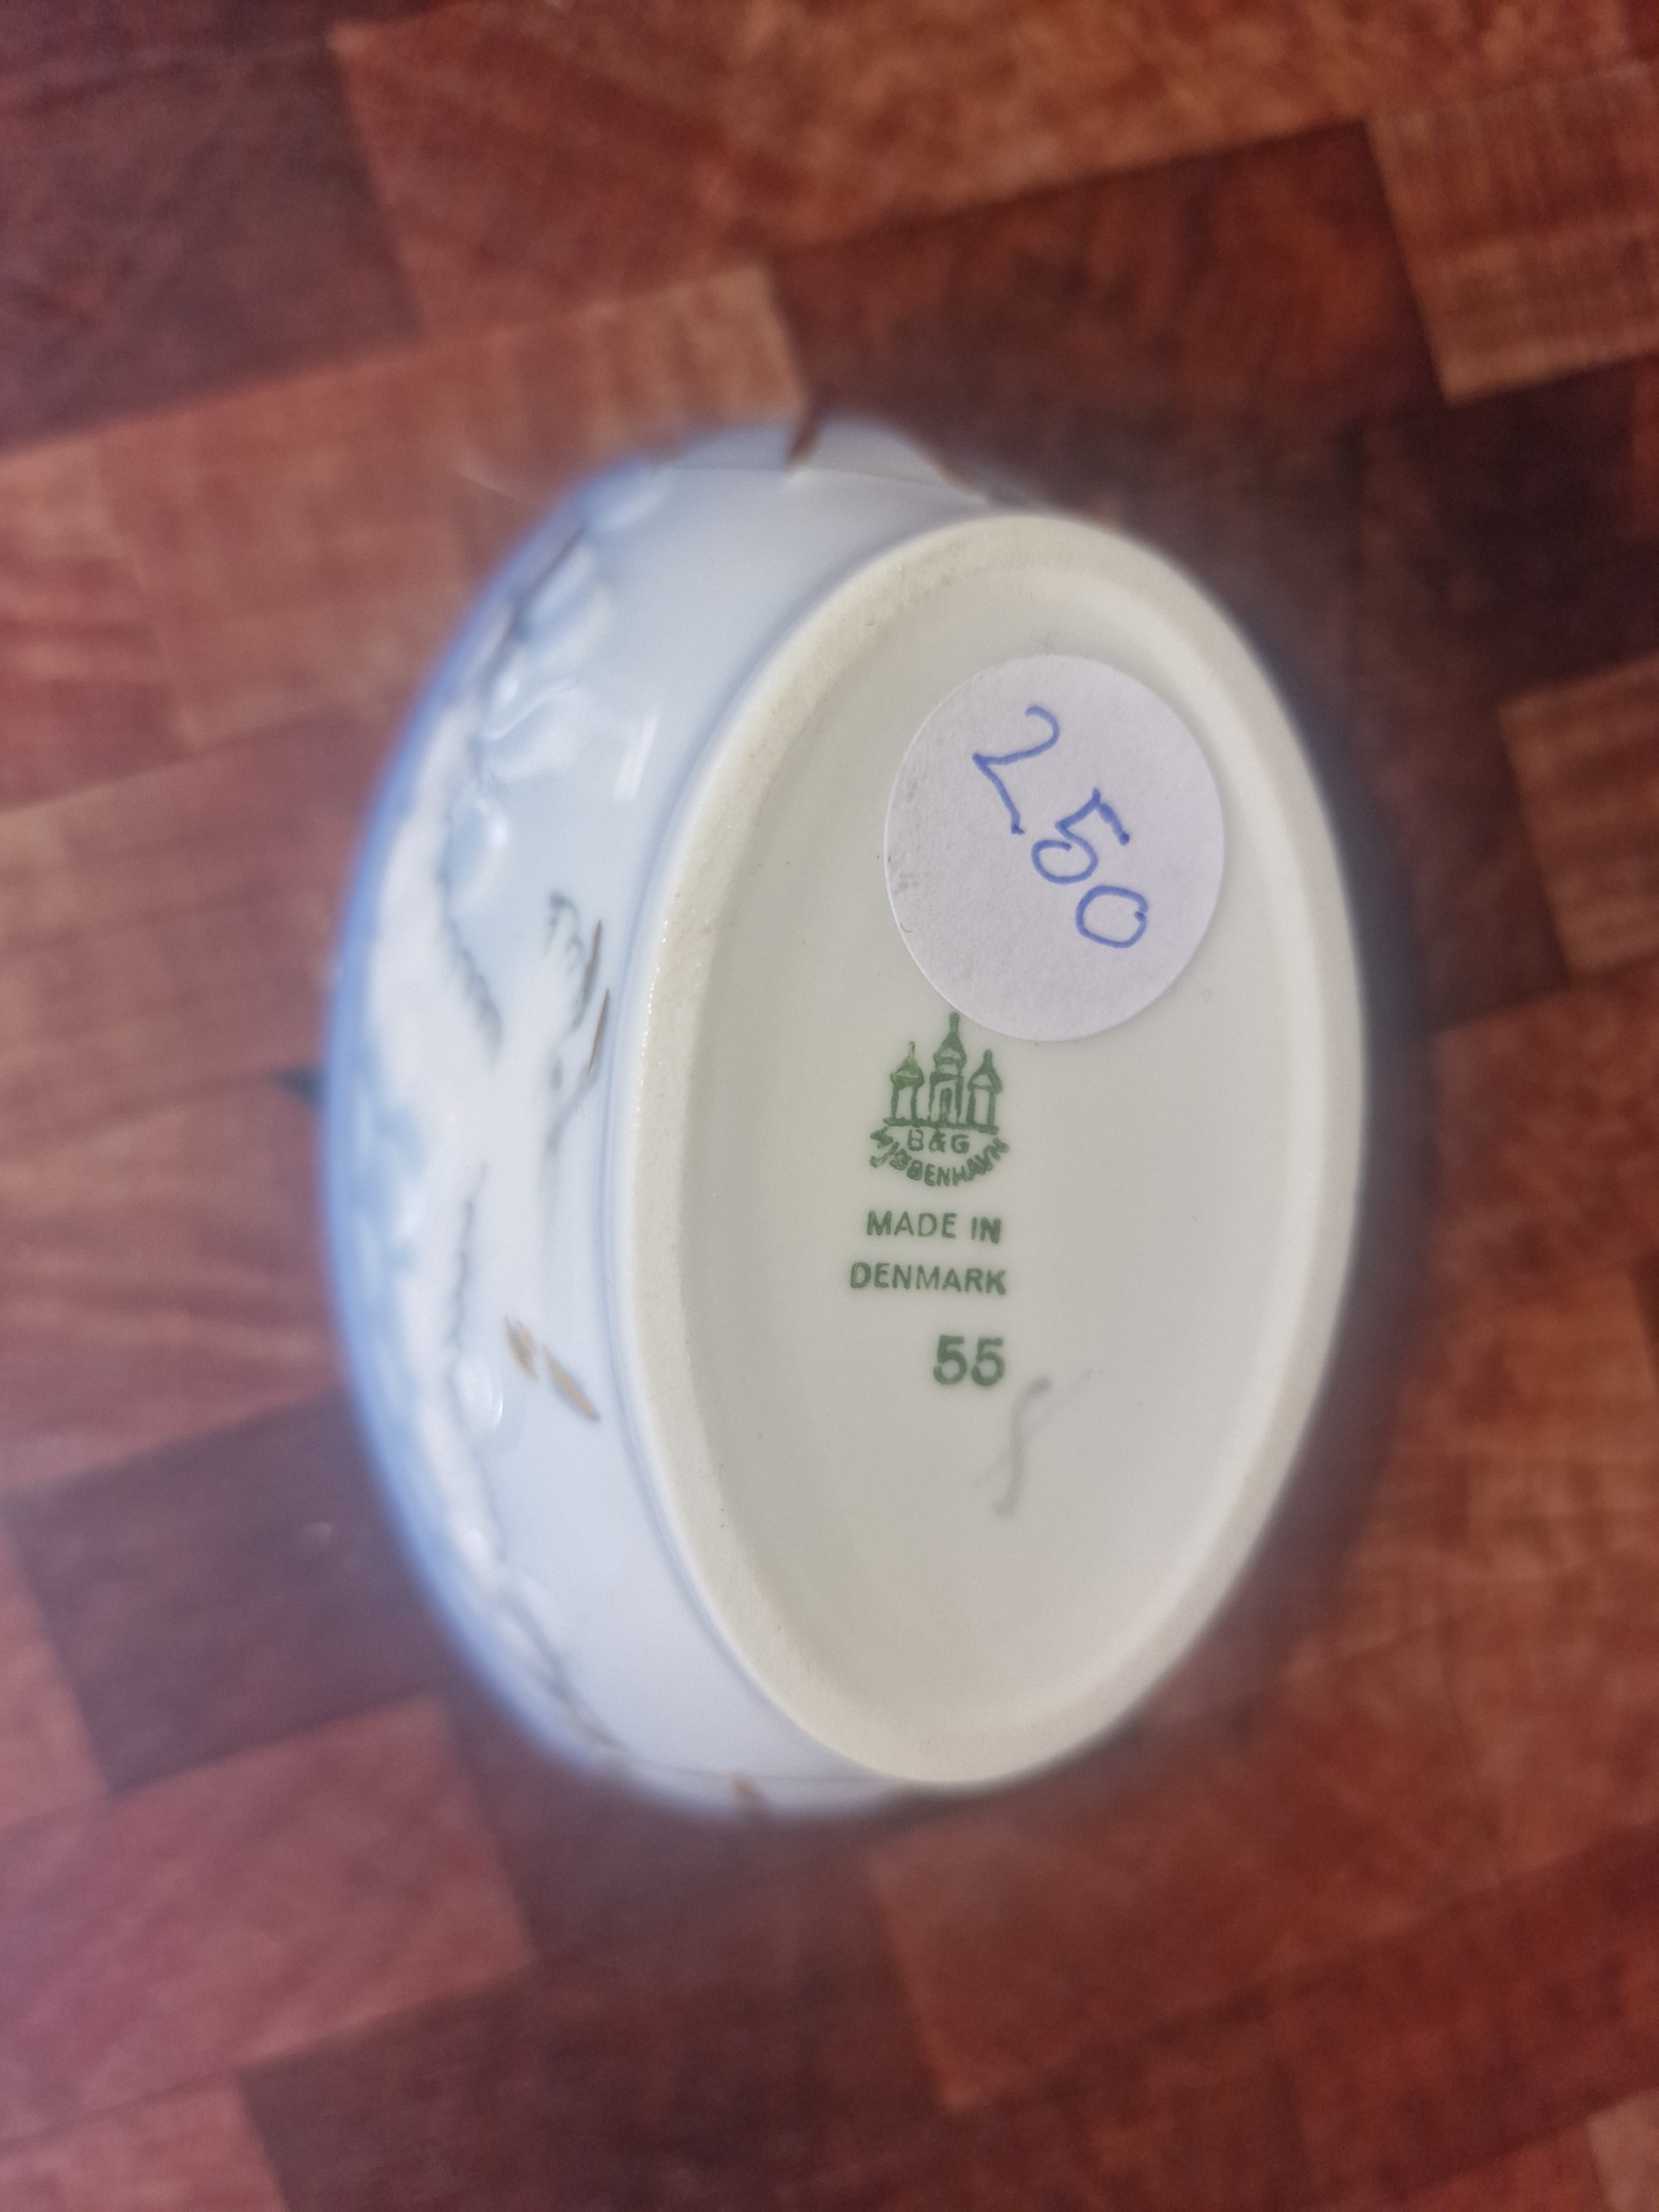 250
B&G
KJØBENHAVN
MADE IN
DENMARK
55